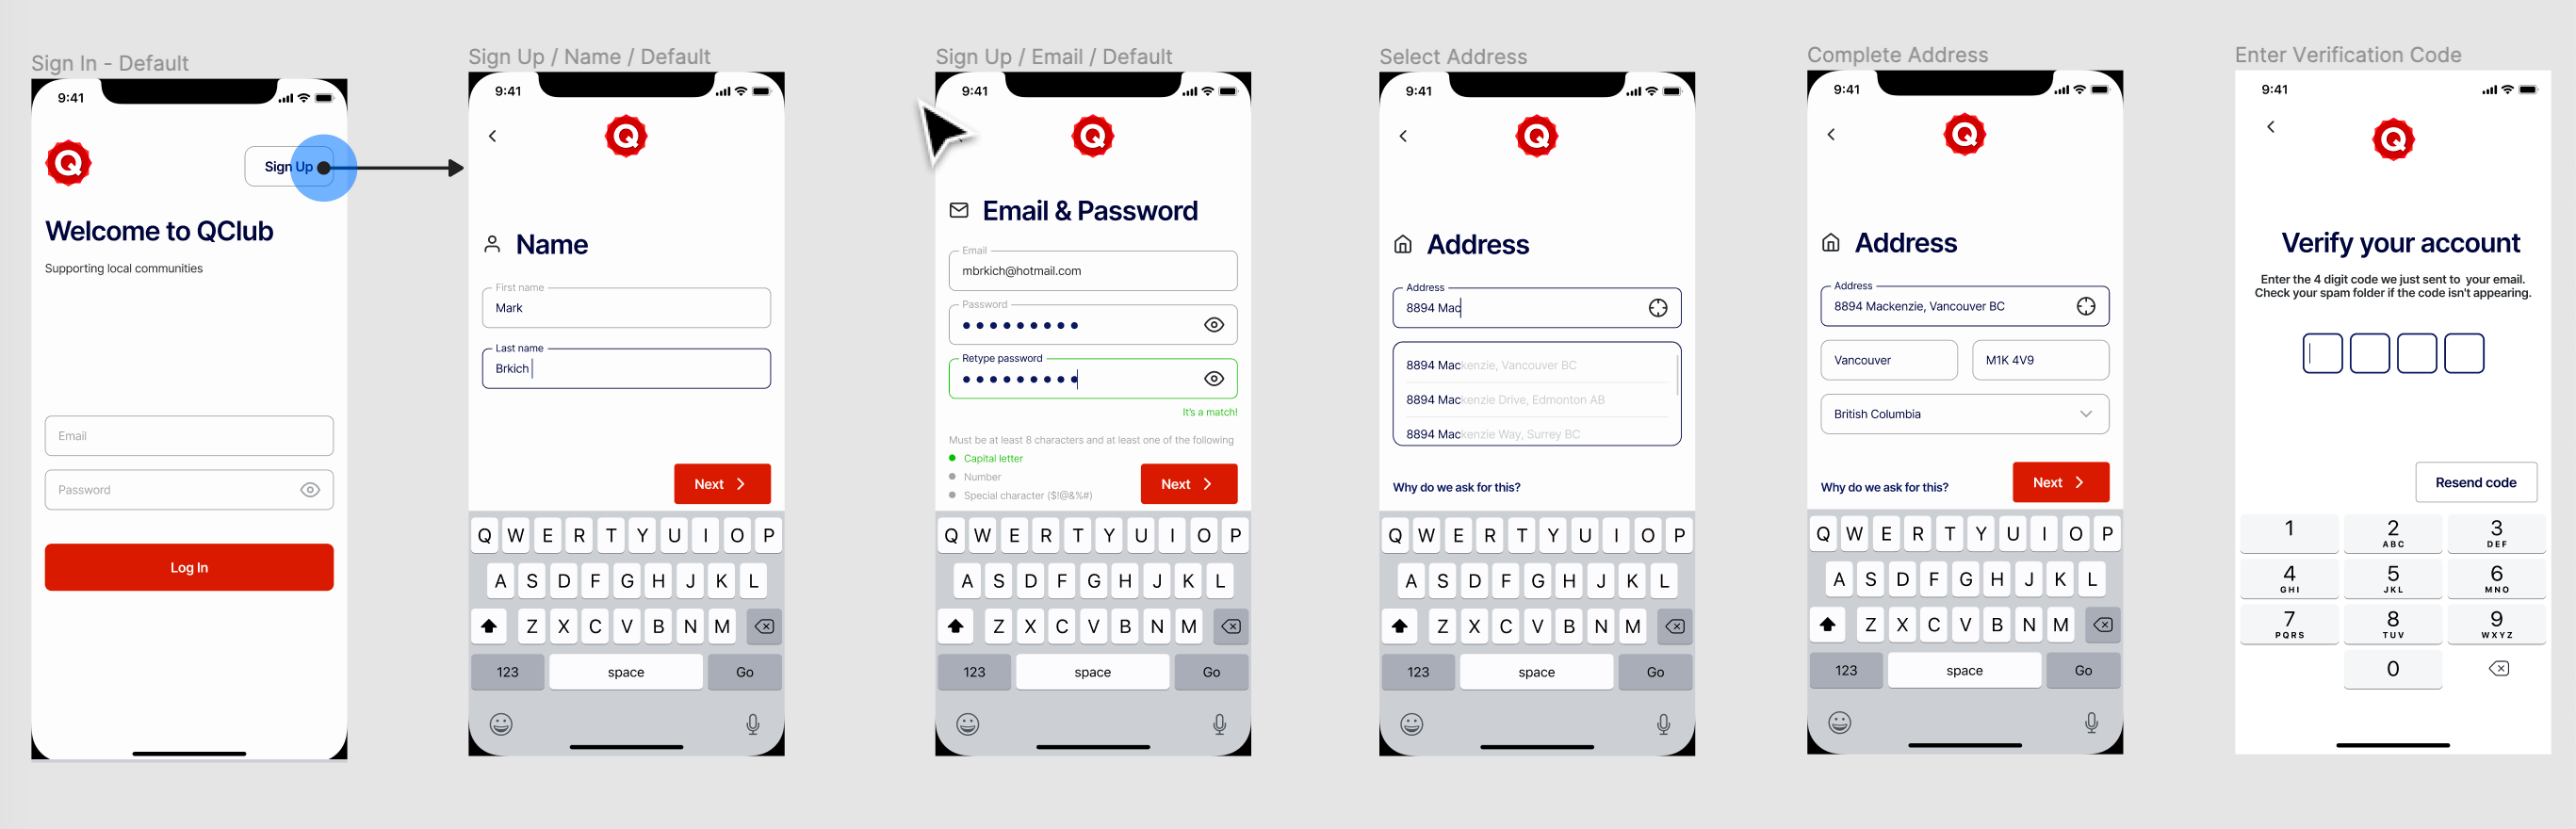 Sign In - Default
9:41
Q
Sign Up
Welcome to QClub
Supporting local communities
Email
Password
Log In
Sign Up / Name / Default
9:41
Q
Name
First name
Mark
Last name
Brkich
Next
Q W E R T Y U I O P
A S D F G H J K L
Z X C V B N M
123 space Go
Sign Up / Email / Default
9:41
Q
Email & Password
Email
mbrkich@hotmail.com
Password
Retype password
It's a match!
Must be at least 8 characters and at least one of the following
Capital letter
Number
Special character ($!@&%#)
Next
Q W E R T Y U I O P
A S D F G H J K L
Z X C V B N M
123 space Go
Select Address
9:41
Q
Address
Address
8894 Mac
8894 Mackenzie, Vancouver BC
8894 Mackenzie Drive, Edmonton AB
8894 Mackenzie Way, Surrey BC
Why do we ask for this?
Q W E R T Y U I O P
A S D F G H J K L
Z X C V B N M
123 space Go
Complete Address
9:41
Q
Address
Address
8894 Mackenzie, Vancouver BC
Vancouver
M1K 4V9
British Columbia
Why do we ask for this?
Next
Q W E R T Y U I O P
A S D F G H J K L
Z X C V B N M
123 space Go
Enter Verification Code
9:41
Q
Verify your account
Enter the 4 digit code we just sent to your email.
Check your spam folder if the code isn't appearing.
Resend code
1 2 3
ABC DEF
4 5 6
GHI JKL MNO
7 8 9
PQRS TUV WXYZ
0